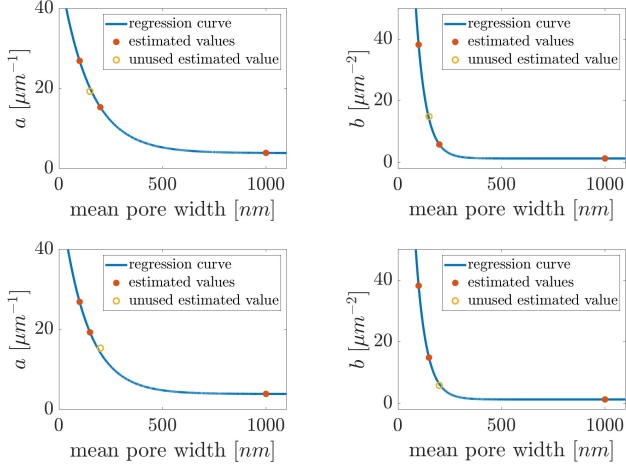 40
20
0
a [μm⁻¹]
regression curve
estimated values
unused estimated value
0 500 1000
mean pore width [nm]
40
20
0
b [μm⁻²]
regression curve
estimated values
unused estimated value
0 500 1000
mean pore width [nm]
40
20
0
a [μm⁻¹]
regression curve
estimated values
unused estimated value
0 500 1000
mean pore width [nm]
40
20
0
b [μm⁻²]
regression curve
estimated values
unused estimated value
0 500 1000
mean pore width [nm]